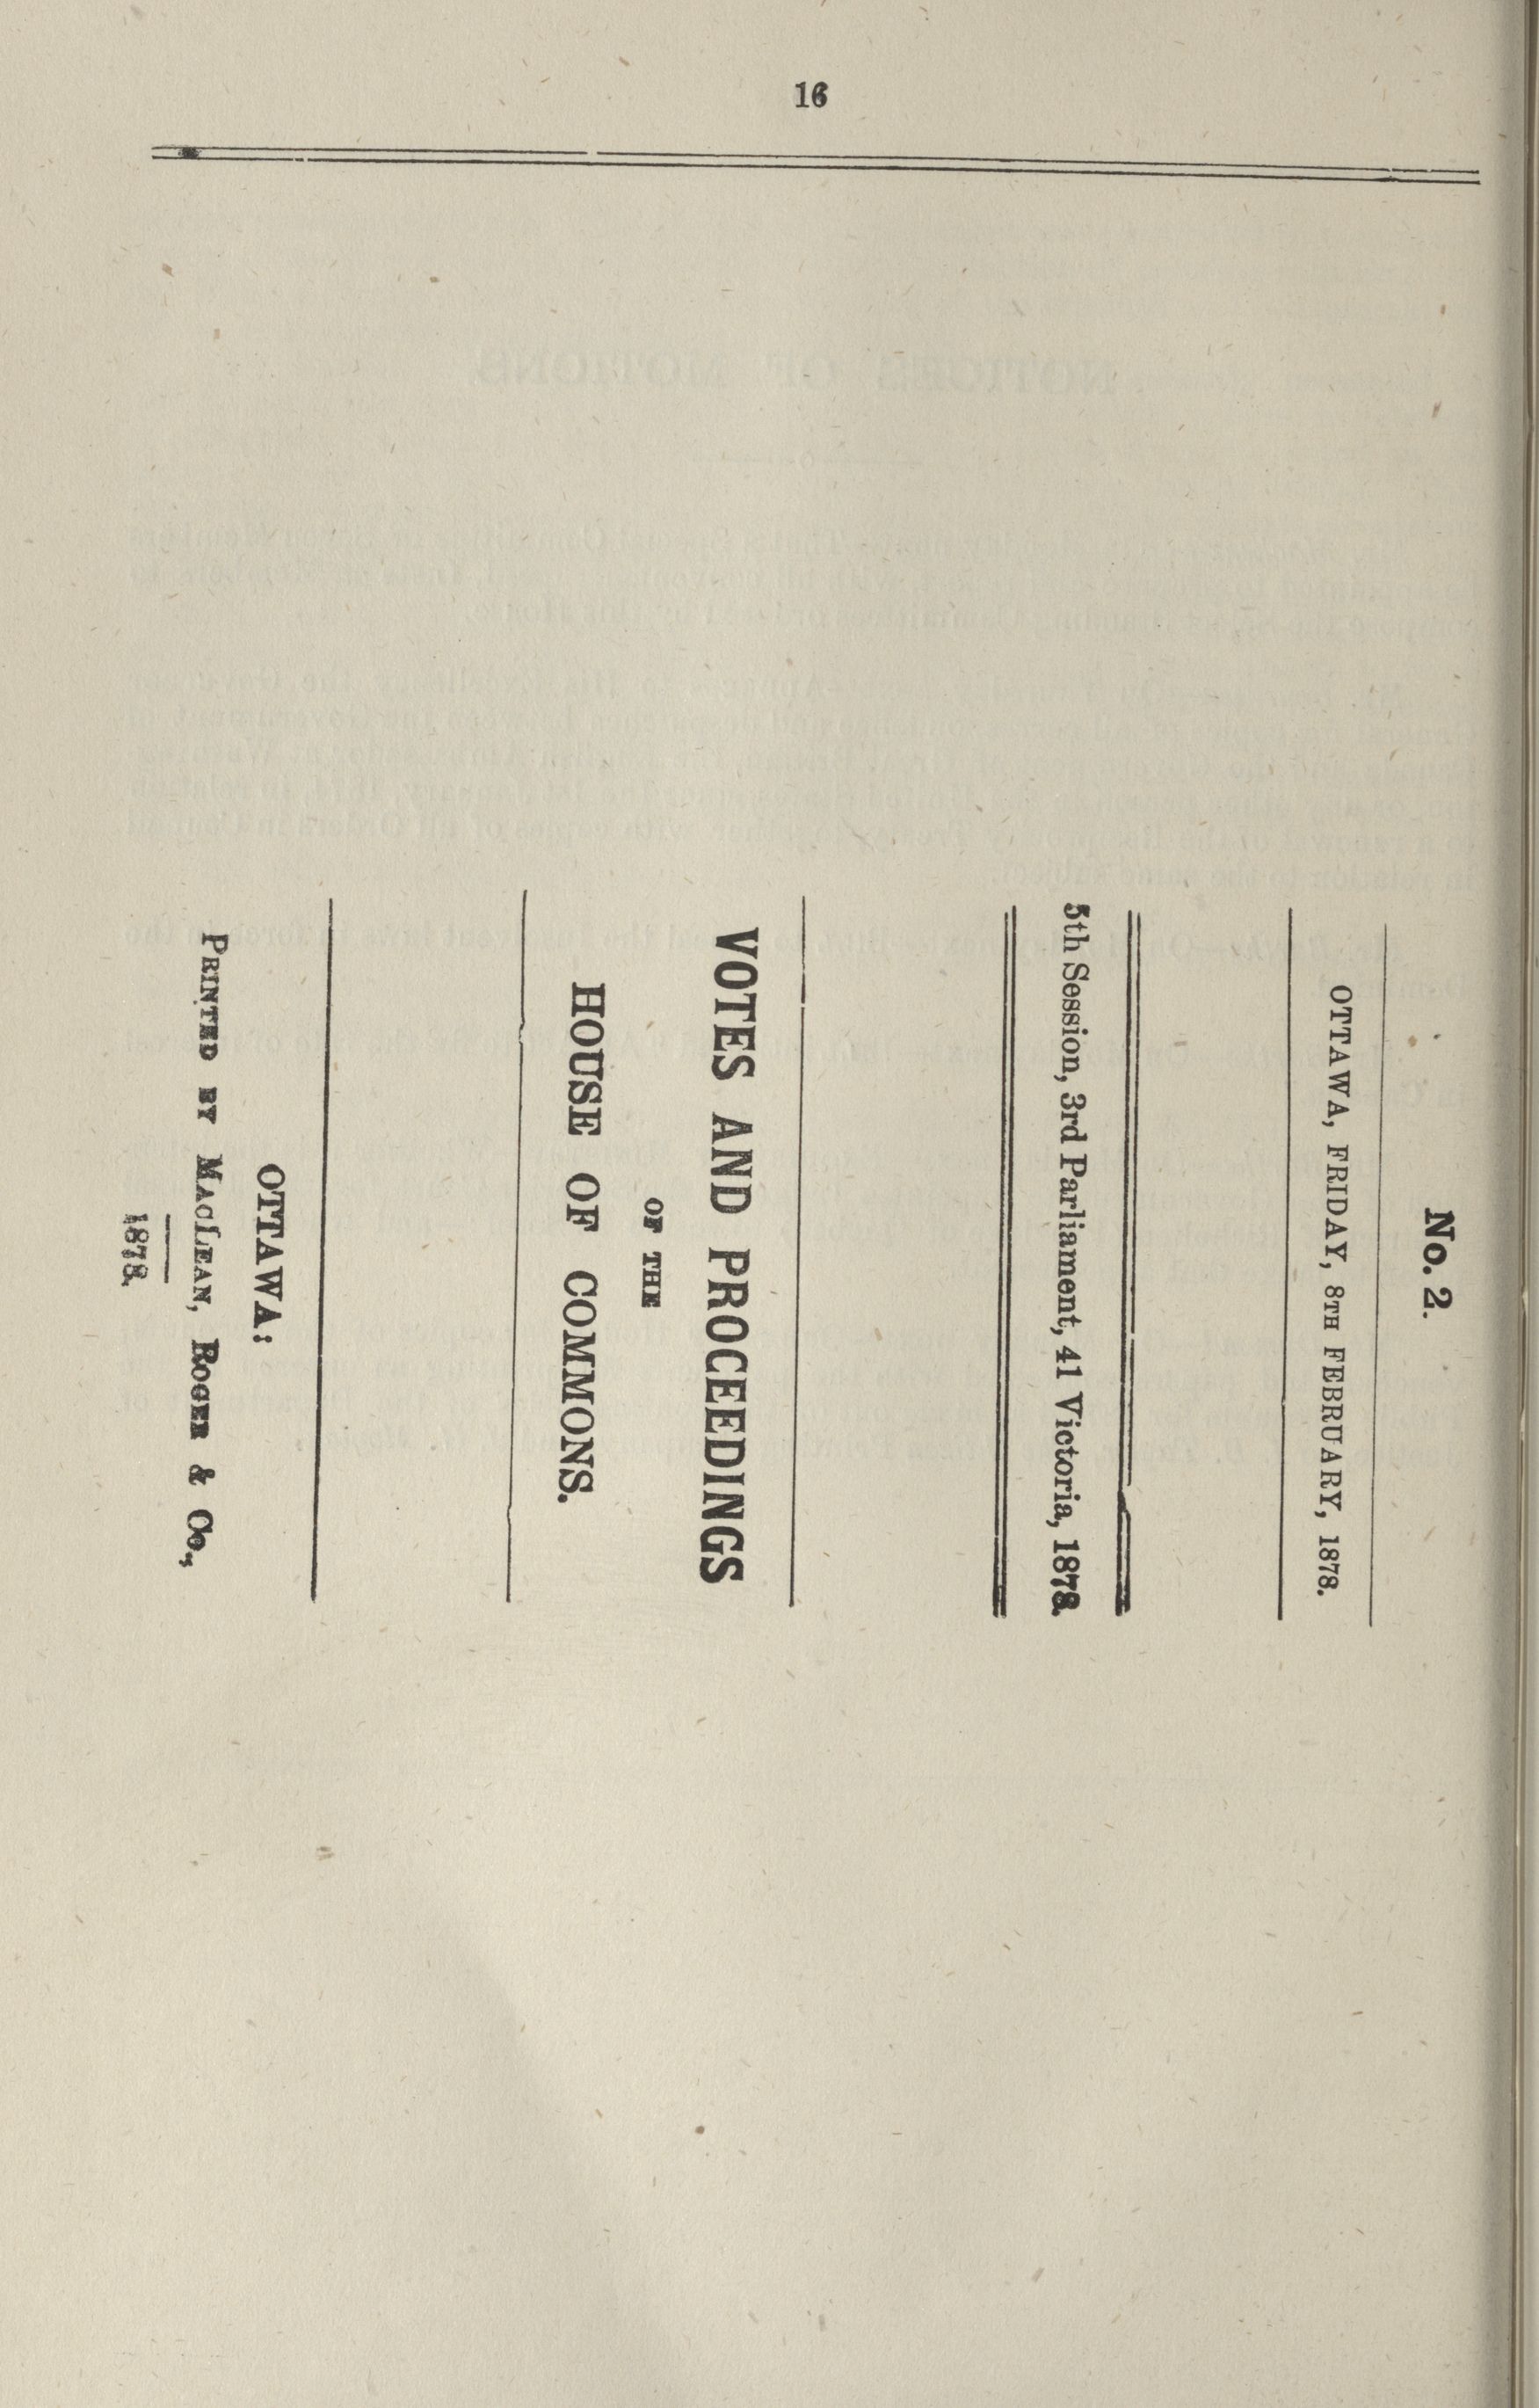 16
No. 2.
OTTAWA, FRIDAY, 8TH FEBRUARY, 1878.
5th Session, 3rd Parliament, 41 Victoria, 1878.
VOTES AND PROCEEDINGS
OF THE
HOUSE OF COMMONS.
OTTAWA:
PRINTED BY MACLEAN, ROGER & Co.,
1878.